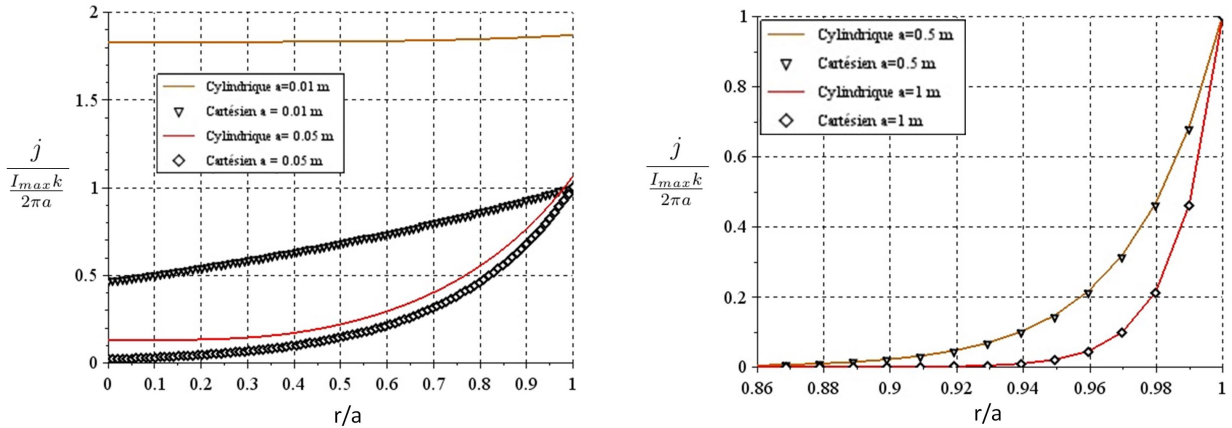 2
1.5
1
0.5
0
0 0.1 0.2 0.3 0.4 0.5 0.6 0.7 0.8 0.9 1
r/a
j
I_{max}k
2πa
Cylindrique a=0.01 m
Cartésien a = 0.01 m
Cylindrique a= 0.05 m
Cartésien a = 0.05 m
1
0.8
0.6
0.4
0.2
0
0.86 0.88 0.9 0.92 0.94 0.96 0.98 1
r/a
j
I_{max}k
2πa
Cylindrique a=0.5 m
Cartésien a=0.5 m
Cylindrique a=1 m
Cartésien a=1 m